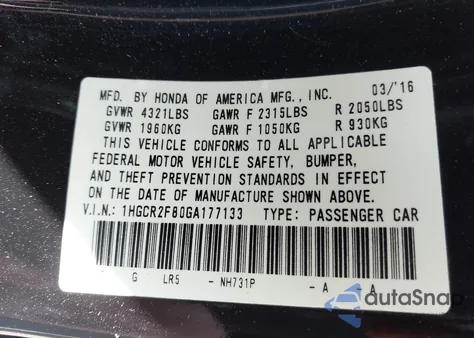 MFD. BY HONDA OF AMERICA MFG., INC. 03/'16
GVWR 4321LBS GAWR F 2315LBS R 2050LBS
GVWR 1960KG GAWR F 1050KG R 930KG
THIS VEHICLE CONFORMS TO ALL APPLICABLE
FEDERAL MOTOR VEHICLE SAFETY, BUMPER,
AND THEFT PREVENTION STANDARDS IN EFFECT
ON THE DATE OF MANUFACTURE SHOWN ABOVE.
V.I.N.: 1HGCR2F80GA177133 TYPE: PASSENGER CAR
- G LR5 - NH731P -A -A
autaSnap